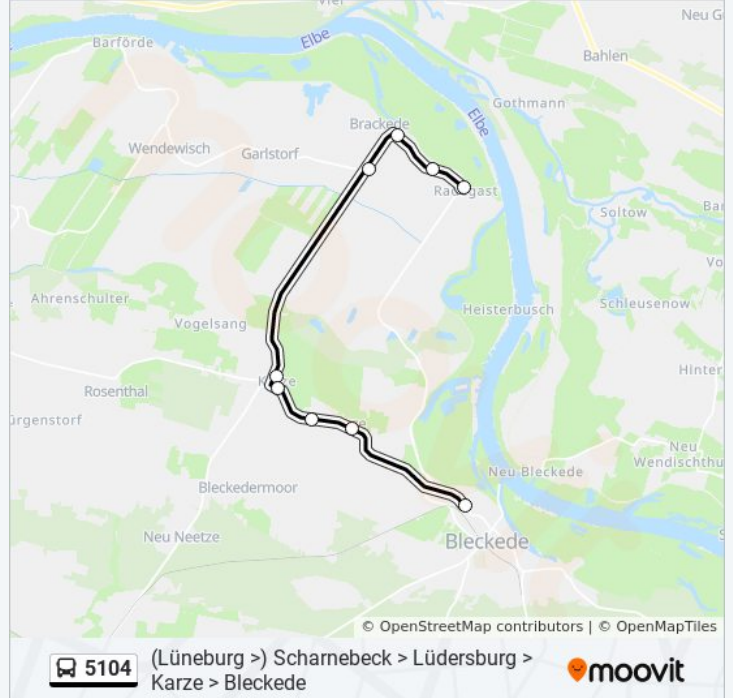 Neu G
Barförde
Elbe
Bahlen
Gothmann
Elbe
Brackede
Wendewisch
Garlstorf
Soltow
Ahrenschulter
Heisterbusch
Schleusenow
Vogelsang
Rosenthal
Hinter
ürgenstorf
Neu
Wendischthu
Neu Bleckede
Bleckedermoor
Neu Neetze
Bleckede
© OpenStreetMap contributors | © OpenMapTiles
5104
(Lüneburg >) Scharnebeck > Lüdersburg >
Karze > Bleckede
moovit